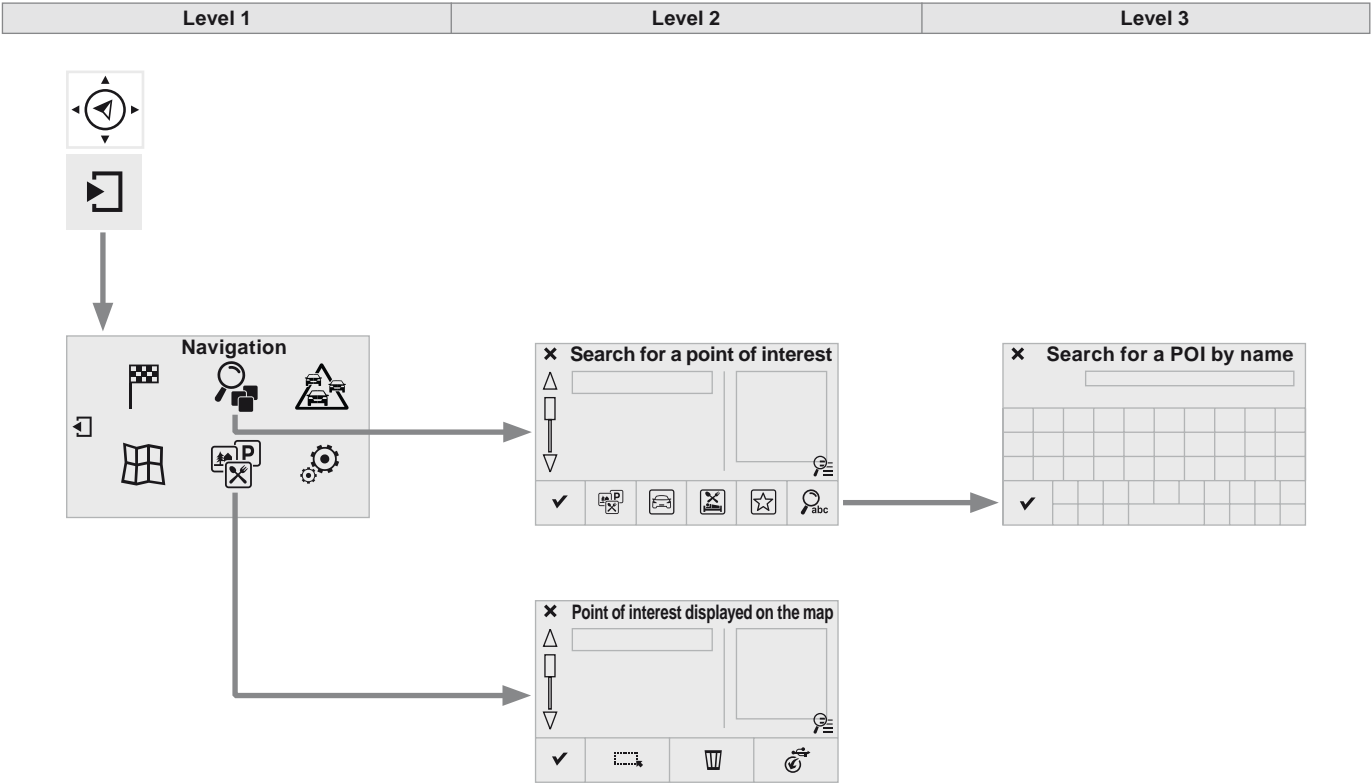 Level 1
Level 2
Level 3
Navigation
P
Search for a point of interest
P
abc
Search for a POI by name
Point of interest displayed on the map